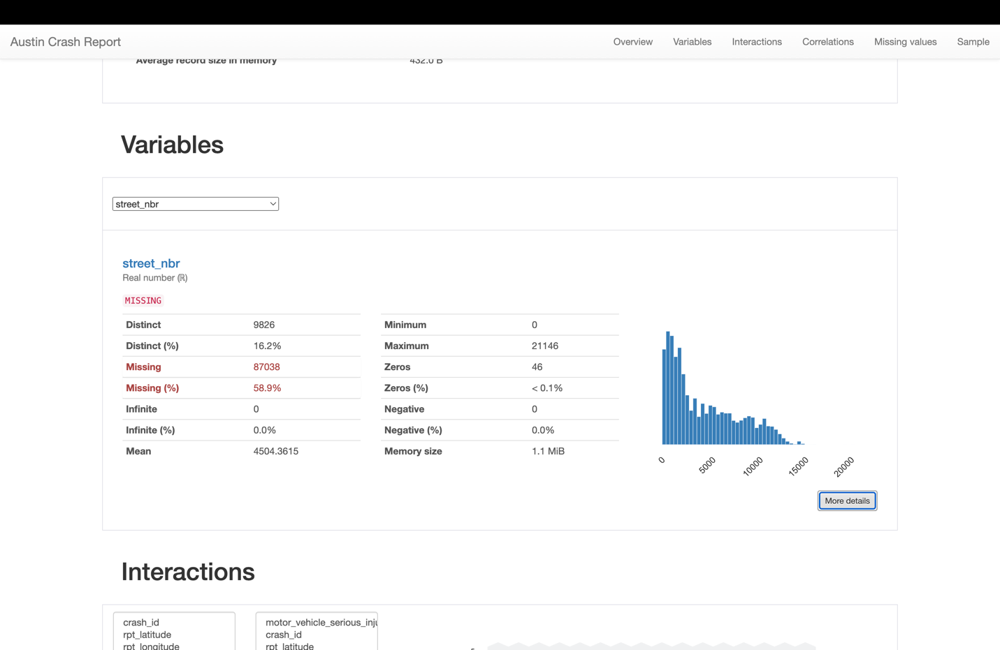 Austin Crash Report
Overview Variables Interactions Correlations Missing values Sample
Average record size in memory 432.0 B
Variables
street_nbr
street_nbr
Real number (ℝ)
MISSING
Distinct 9826
Distinct (%) 16.2%
Missing 87038
Missing (%) 58.9%
Infinite 0
Infinite (%) 0.0%
Mean 4504.3615
Minimum 0
Maximum 21146
Zeros 46
Zeros (%) < 0.1%
Negative 0
Negative (%) 0.0%
Memory size 1.1 MiB
0 5000 10000 15000 20000
More details
Interactions
crash_id
rpt_latitude
rpt_longitude
motor_vehicle_serious_inju
crash_id
rpt_latitude